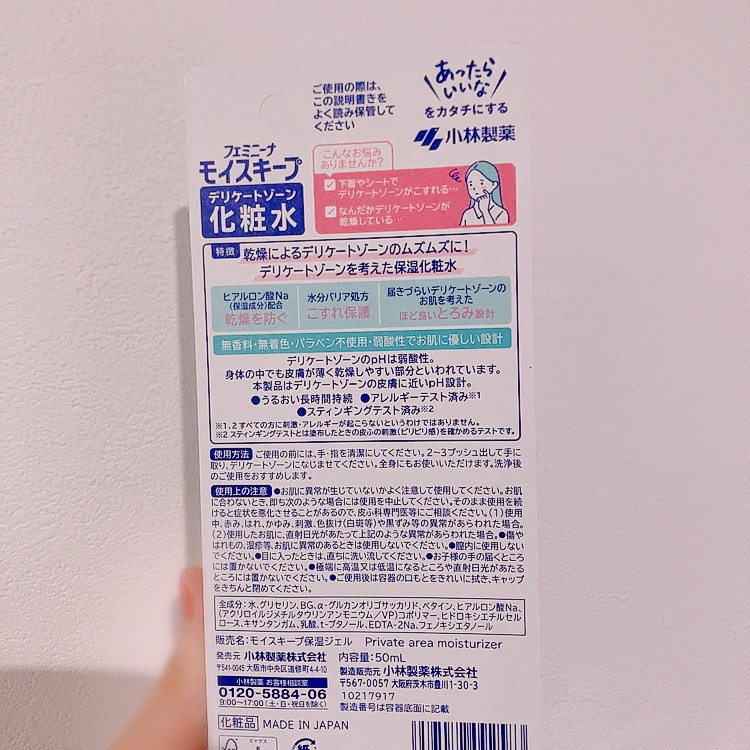 ご使用の際は、
この説明書きを
よく読み保管して
ください
あったら
いいな
をカタチにする
小林製薬
フェミニーナ
モイスキープ
デリケートゾーン
化粧水
こんなお悩み
ありませんか?
下着やシートで
デリケートゾーンがこすれる…
なんだかデリケートゾーンが
乾燥している…
特徴 乾燥によるデリケートゾーンのムズムズに!
デリケートゾーンを考えた保湿化粧水
ヒアルロン酸Na
(保湿成分)配合
乾燥を防ぐ
水分バリア処方
こすれ保護
届きづらいデリケートゾーンの
お肌を考えた
ほど良いとろみ設計
無香料・無着色・パラベン不使用・弱酸性でお肌に優しい設計
デリケートゾーンのpHは弱酸性。
身体の中でも皮膚が薄く乾燥しやすい部分といわれています。
本製品はデリケートゾーンの皮膚に近いpH設計。
●うるおい長時間持続 ●アレルギーテスト済み※1
●スティンギングテスト済み※2
※1、2 すべての方に刺激・アレルギーが起こらないというわけではありません。
※2 スティンギングテストとは塗布したときの皮ふの刺激(ピリピリ感)を確かめるテストです。
使用方法 ご使用の前には、手・指を清潔にしてください。2~3プッシュ出して手に
取り、デリケートゾーンになじませてください。全身にもお使いいただけます。洗浄後
のご使用をおすすめします。
使用上の注意 ●お肌に異常が生じていないかよく注意して使用してください。お肌
に合わないとき、即ち次のような場合には使用を中止してください。そのまま使用を続
けると症状を悪化させることがあるので、皮ふ科専門医等にご相談ください。(1)使用
中、赤み、はれ、かゆみ、刺激、色抜け(白斑等)や黒ずみ等の異常があらわれた場合。
(2)使用したお肌に、直射日光があたって上記のような異常があらわれた場合。●傷や
はれもの、湿疹等、お肌に異常のあるときは使用しないでください。●膣内に使用しない
でください。●目に入ったときは、直ちに洗い流してください。●お子様の手の届くところ
には置かないでください。●極端に高温又は低温になるところや直射日光があたると
ころには置かないでください。●ご使用後は容器の口もとをきれいに拭き、キャップ
をきちんと閉めてください。
全成分:水、グリセリン、BG、α-グルカンオリゴサッカリド、ベタイン、ヒアルロン酸Na、
(アクリロイルジメチルタウリンアンモニウム/VP)コポリマー、ヒドロキシエチルセル
ロース、キサンタンガム、乳酸、t-ブタノール、EDTA-2Na、フェノキシエタノール
販売名:モイスキープ保湿ジェル Private area moisturizer
発売元 小林製薬株式会社
〒541-0045 大阪市中央区道修町4-4-10
小林製薬 お客様相談室
0120-5884-06
9:00~17:00(土・日・祝日を除く)
内容量:50mL
製造販売元 小林製薬株式会社
〒567-0057 大阪府茨木市豊川1-30-3
10217917
製造番号は容器底面に記載
化粧品 MADE IN JAPAN
ミックス
紙